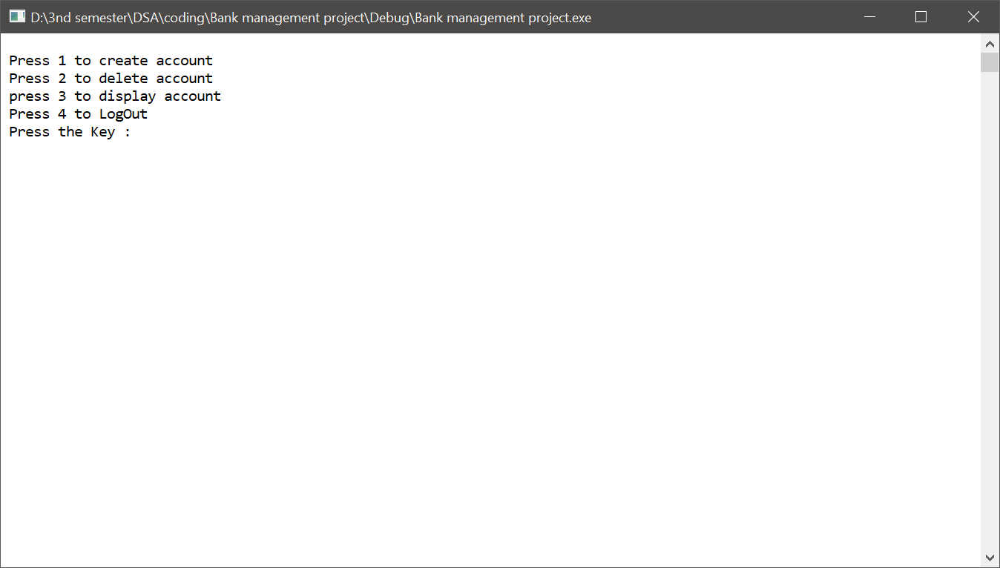 D:\3nd semester\DSA\coding\Bank management project\Debug\Bank management project.exe
Press 1 to create account
Press 2 to delete account
press 3 to display account
Press 4 to LogOut
Press the Key :